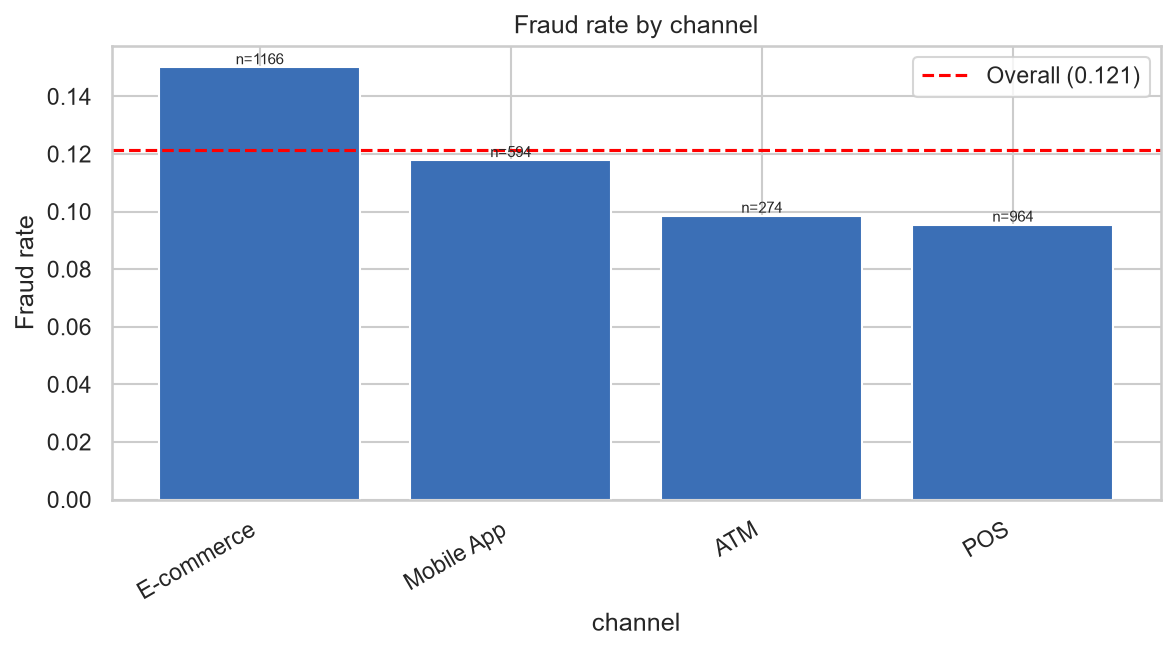 Fraud rate by channel
Overall (0.121)
n=1166
n=594
n=274
n=964
Fraud rate
0.14
0.12
0.10
0.08
0.06
0.04
0.02
0.00
E-commerce
Mobile App
ATM
POS
channel